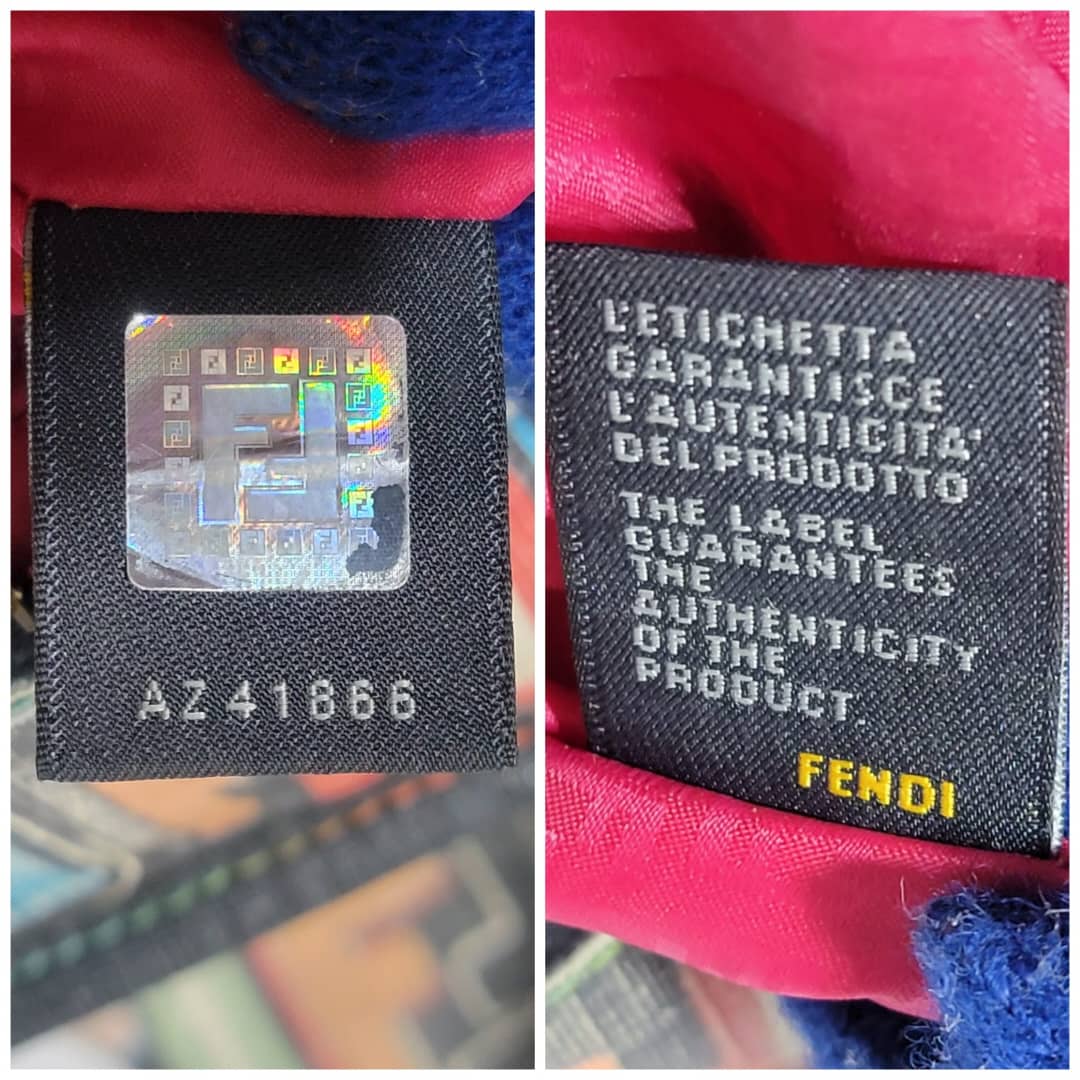 AZ41866
L'ETICHETTA
GARANTISCE
L'AUTENTICITA'
DEL PRODOTTO
THE LABEL
GUARANTEES
THE
AUTHENTICITY
OF THE
PRODUCT.
FENDI